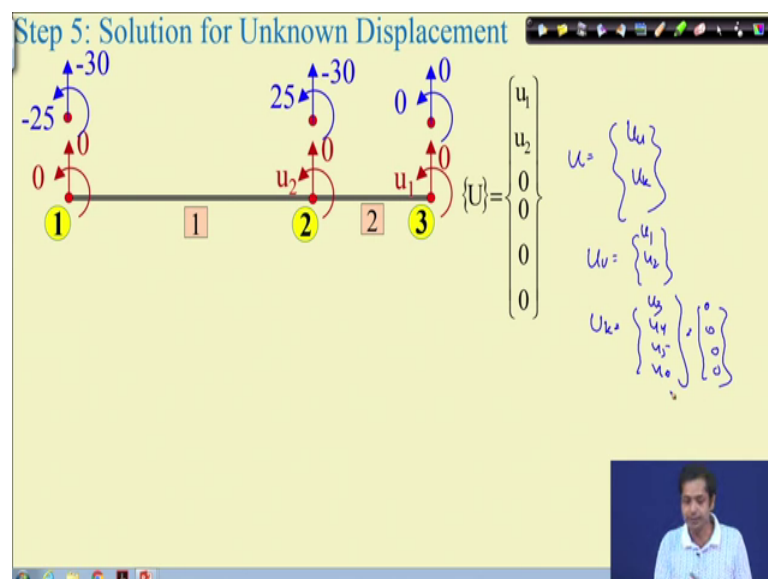 Step 5: Solution for Unknown Displacement
-30 -30 0
-25 25 0
0 0 0
0 u₂ u₁
1 1 2 2 3
{U}= { u₁ u₂ 0 0 0 0 }
U = { Uᵤ Uₖ }
Uᵤ = { u₁ u₂ }
Uₖ = { u₃ u₄ u₅ u₆ } = { 0 0 0 0 }